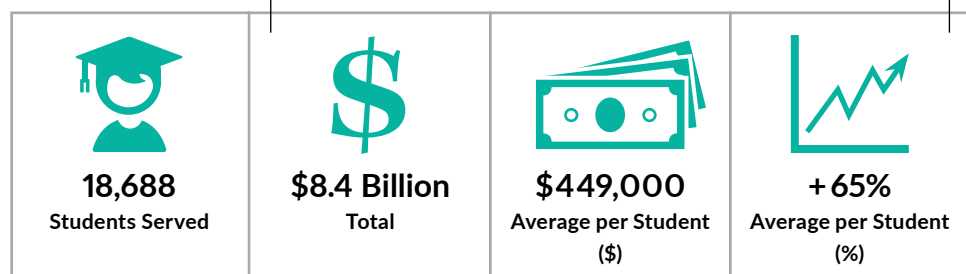 18,688
Students Served
$8.4 Billion
Total
$449,000
Average per Student
($)
+65%
Average per Student
(%)